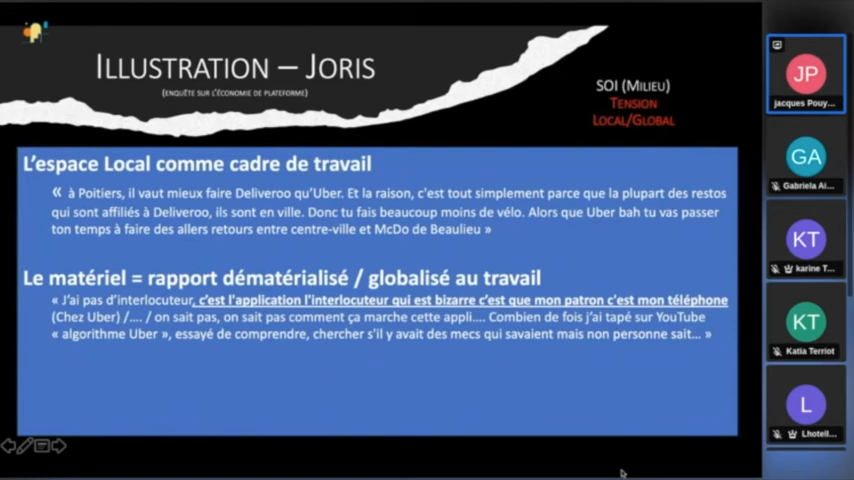 ILLUSTRATION – JORIS
(ENQUÊTE SUR L'ÉCONOMIE DE PLATEFORME)
SOI (MILIEU)
TENSION
LOCAL/GLOBAL
L'espace Local comme cadre de travail
« à Poitiers, il vaut mieux faire Deliveroo qu'Uber. Et la raison, c'est tout simplement parce que la plupart des restos
qui sont affiliés à Deliveroo, ils sont en ville. Donc tu fais beaucoup moins de vélo. Alors que Uber bah tu vas passer
ton temps à faire des allers retours entre centre-ville et McDo de Beaulieu »
Le matériel = rapport dématérialisé / globalisé au travail
« J'ai pas d'interlocuteur, c'est l'application l'interlocuteur qui est bizarre c'est que mon patron c'est mon téléphone
(Chez Uber) /.... / on sait pas, on sait pas comment ça marche cette appli.... Combien de fois j'ai tapé sur YouTube
« algorithme Uber », essayé de comprendre, chercher s'il y avait des mecs qui savaient mais non personne sait... »
JP
jacques Pouy...
GA
Gabriela Ai...
KT
karine T...
KT
Katia Terriot
L
Lhotell...